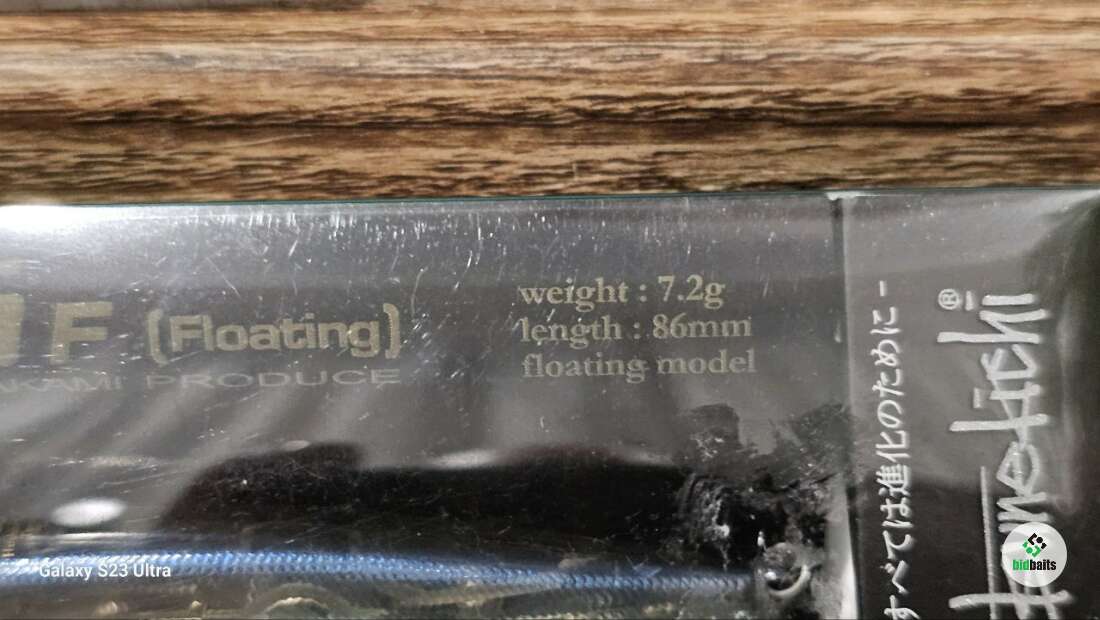 F (Floating)
AKAMI PRODUCE
weight : 7.2g
length : 86mm
floating model
すべては進化のために -
®
Galaxy S23 Ultra
bidbaits